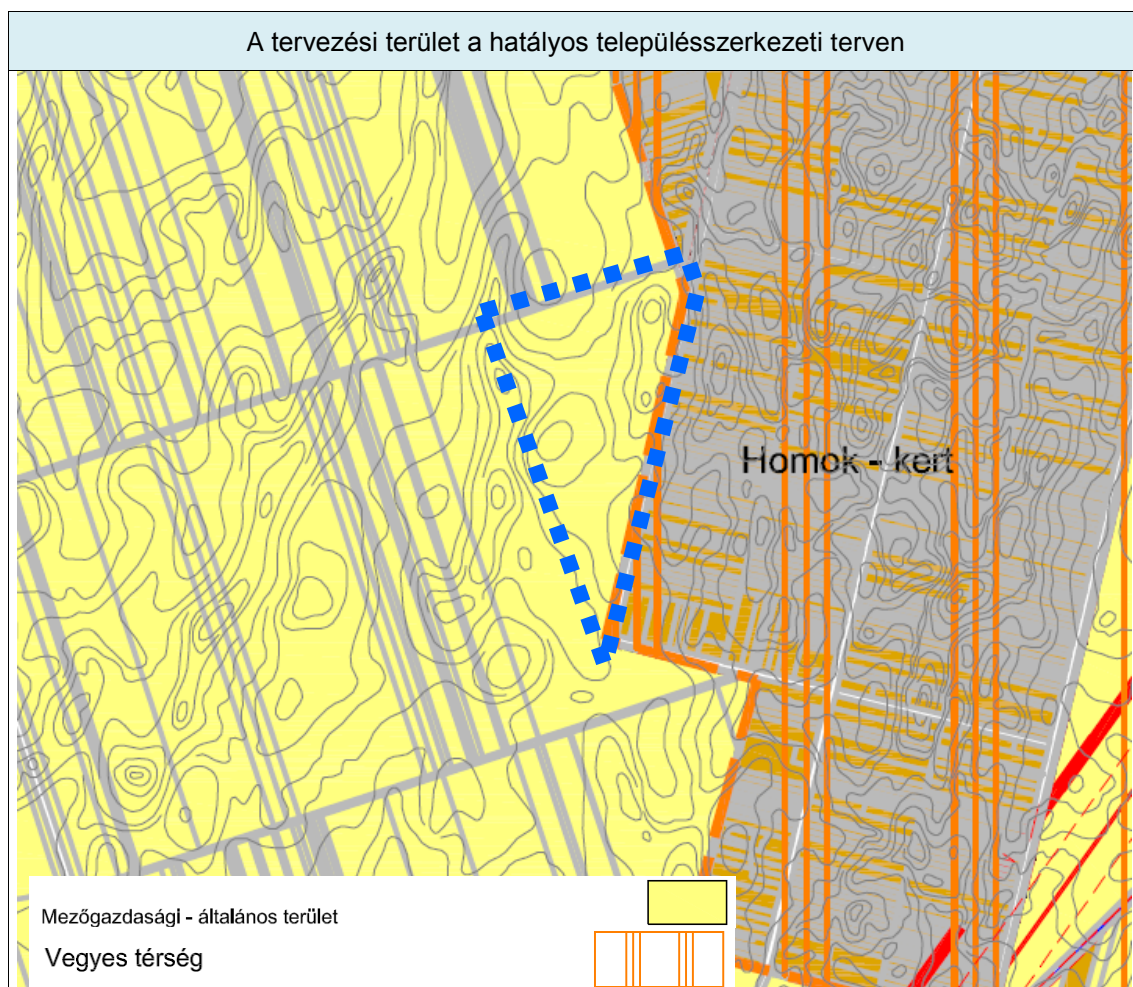 A tervezési terület a hatályos településszerkezeti terven
Homok - kert
Mezőgazdasági - általános terület
Vegyes térség